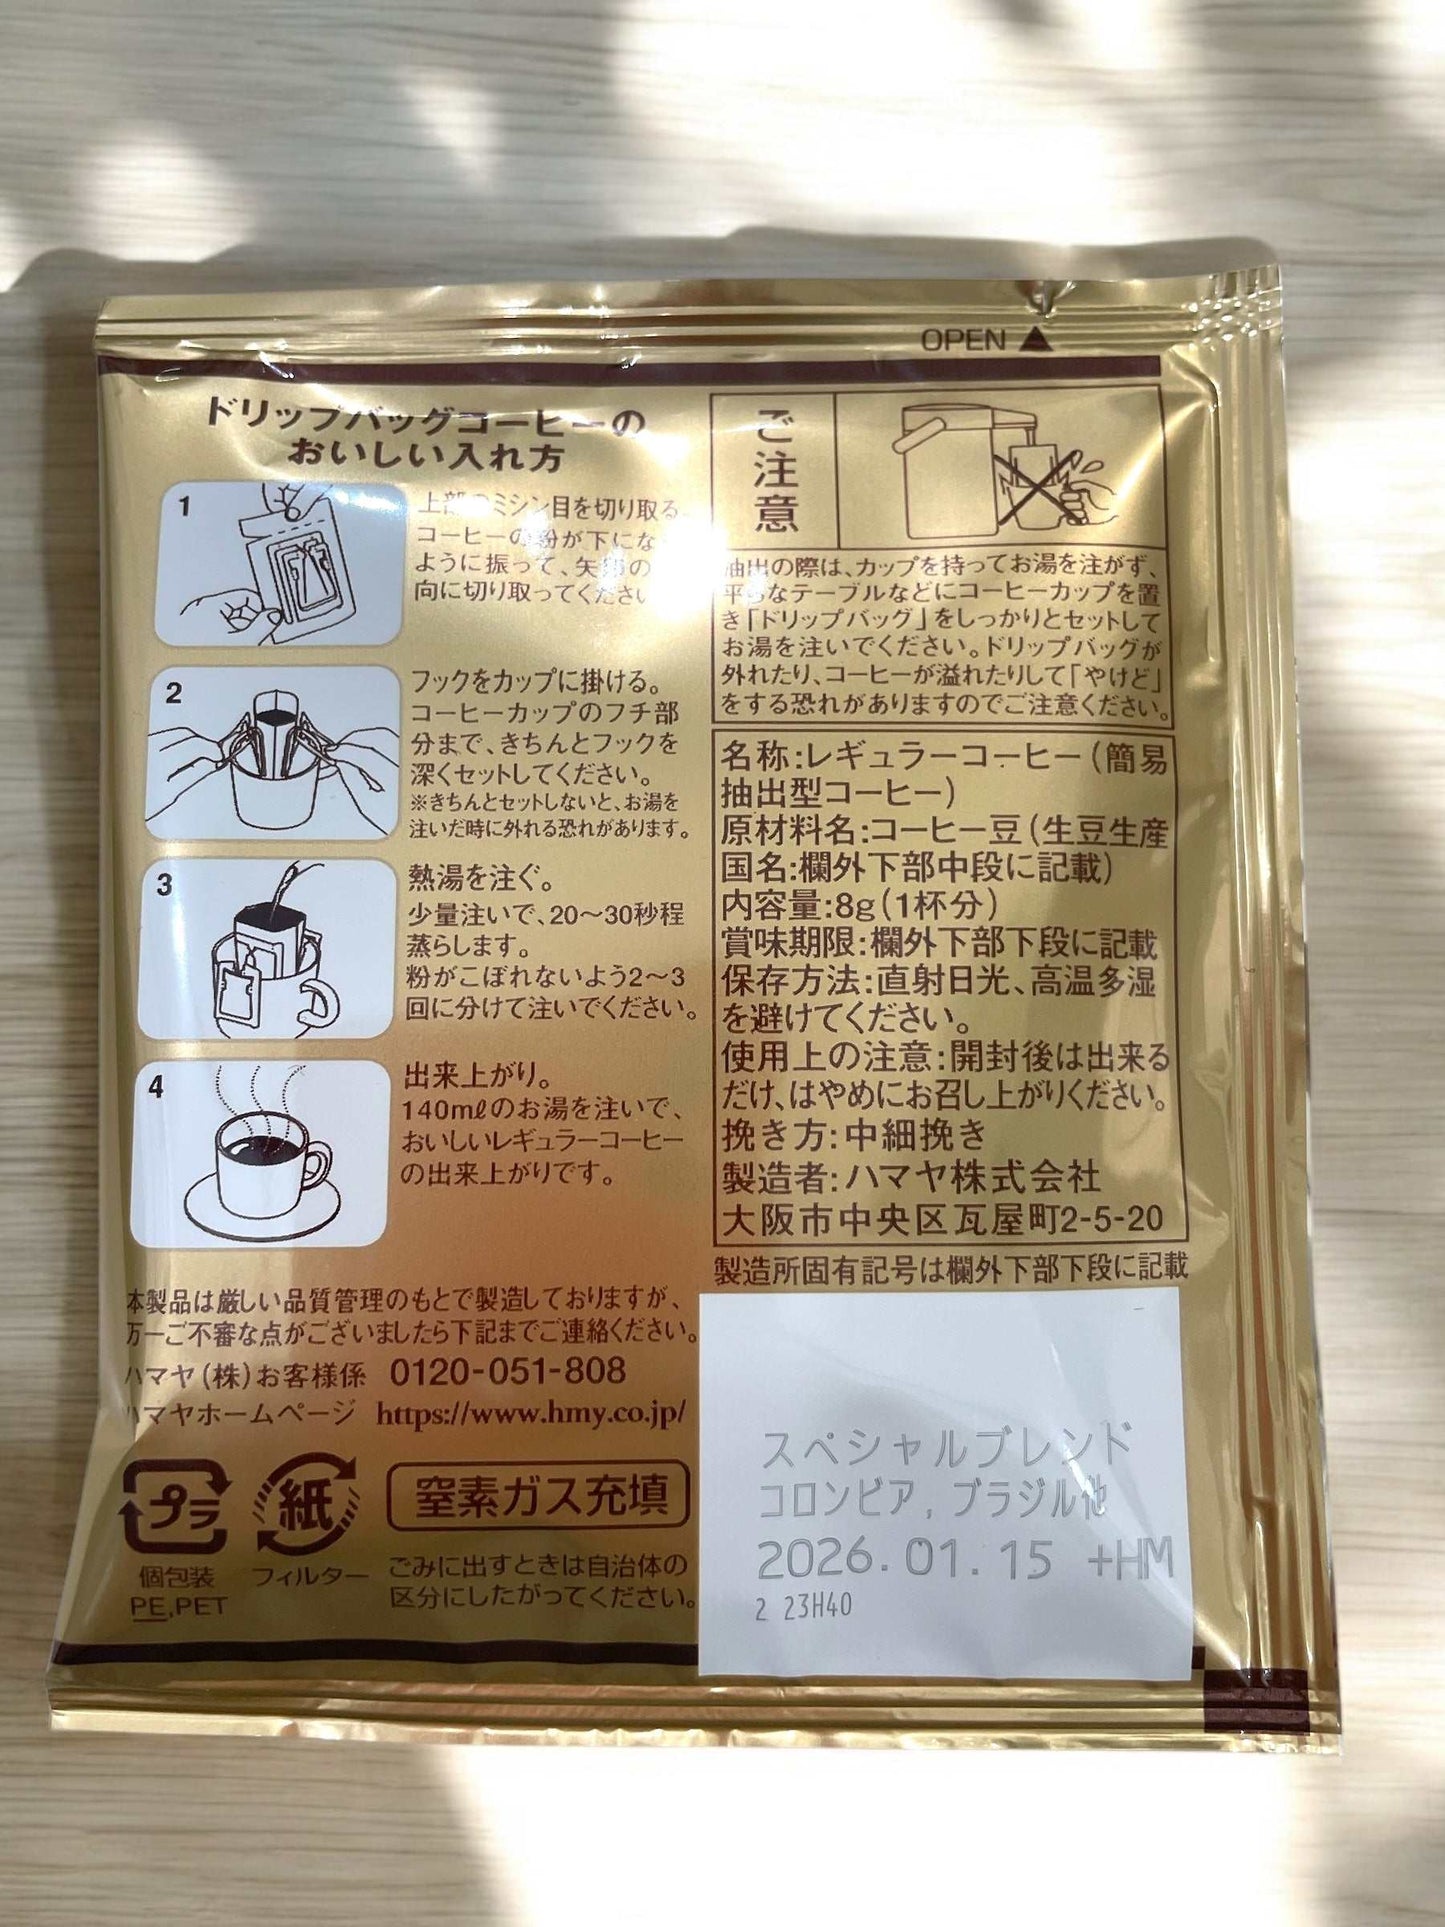 OPEN ▲
ドリップバッグコーヒーの
おいしい入れ方
1
上部のミシン目を切り取る。
コーヒーの粉が下にな
ように振って、矢印の
向に切り取ってください
2
フックをカップに掛ける。
コーヒーカップのフチ部
分まで、きちんとフックを
深くセットしてください。
※きちんとセットしないと、お湯を
注いだ時に外れる恐れがあります。
3
熱湯を注ぐ。
少量注いで、20〜30秒程
蒸らします。
粉がこぼれないよう2〜3
回に分けて注いでください。
4
出来上がり。
140mℓのお湯を注いで、
おいしいレギュラーコーヒー
の出来上がりです。
本製品は厳しい品質管理のもとで製造しておりますが、
万一ご不審な点がございましたら下記までご連絡ください。
ハマヤ(株)お客様係 0120-051-808
ハマヤホームページ https://www.hmy.co.jp/
プラ
個包装
PE,PET
紙
フィルター
窒素ガス充填
ごみに出すときは自治体の
区分にしたがってください。
ご注意
抽出の際は、カップを持ってお湯を注がず、
平らなテーブルなどにコーヒーカップを置
き「ドリップバッグ」をしっかりとセットして
お湯を注いでください。ドリップバッグが
外れたり、コーヒーが溢れたりして「やけど」
をする恐れがありますのでご注意ください。
名称:レギュラーコーヒー(簡易
抽出型コーヒー)
原材料名:コーヒー豆(生豆生産
国名:欄外下部中段に記載)
内容量:8g(1杯分)
賞味期限:欄外下部下段に記載
保存方法:直射日光、高温多湿
を避けてください。
使用上の注意:開封後は出来る
だけ、はやめにお召し上がりください。
挽き方:中細挽き
製造者:ハマヤ株式会社
大阪市中央区瓦屋町2-5-20
製造所固有記号は欄外下部下段に記載
スペシャルブレンド
コロンビア,ブラジル他
2026.01.15 +HM
2 23H40